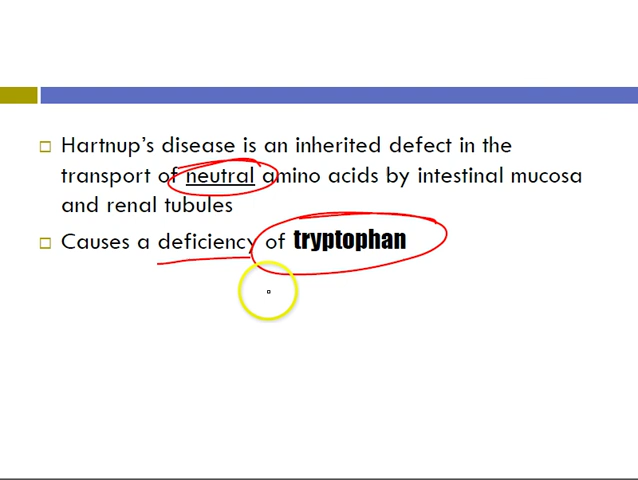 Hartnup's disease is an inherited defect in the
transport of neutral amino acids by intestinal mucosa
and renal tubules
Causes a deficiency of tryptophan